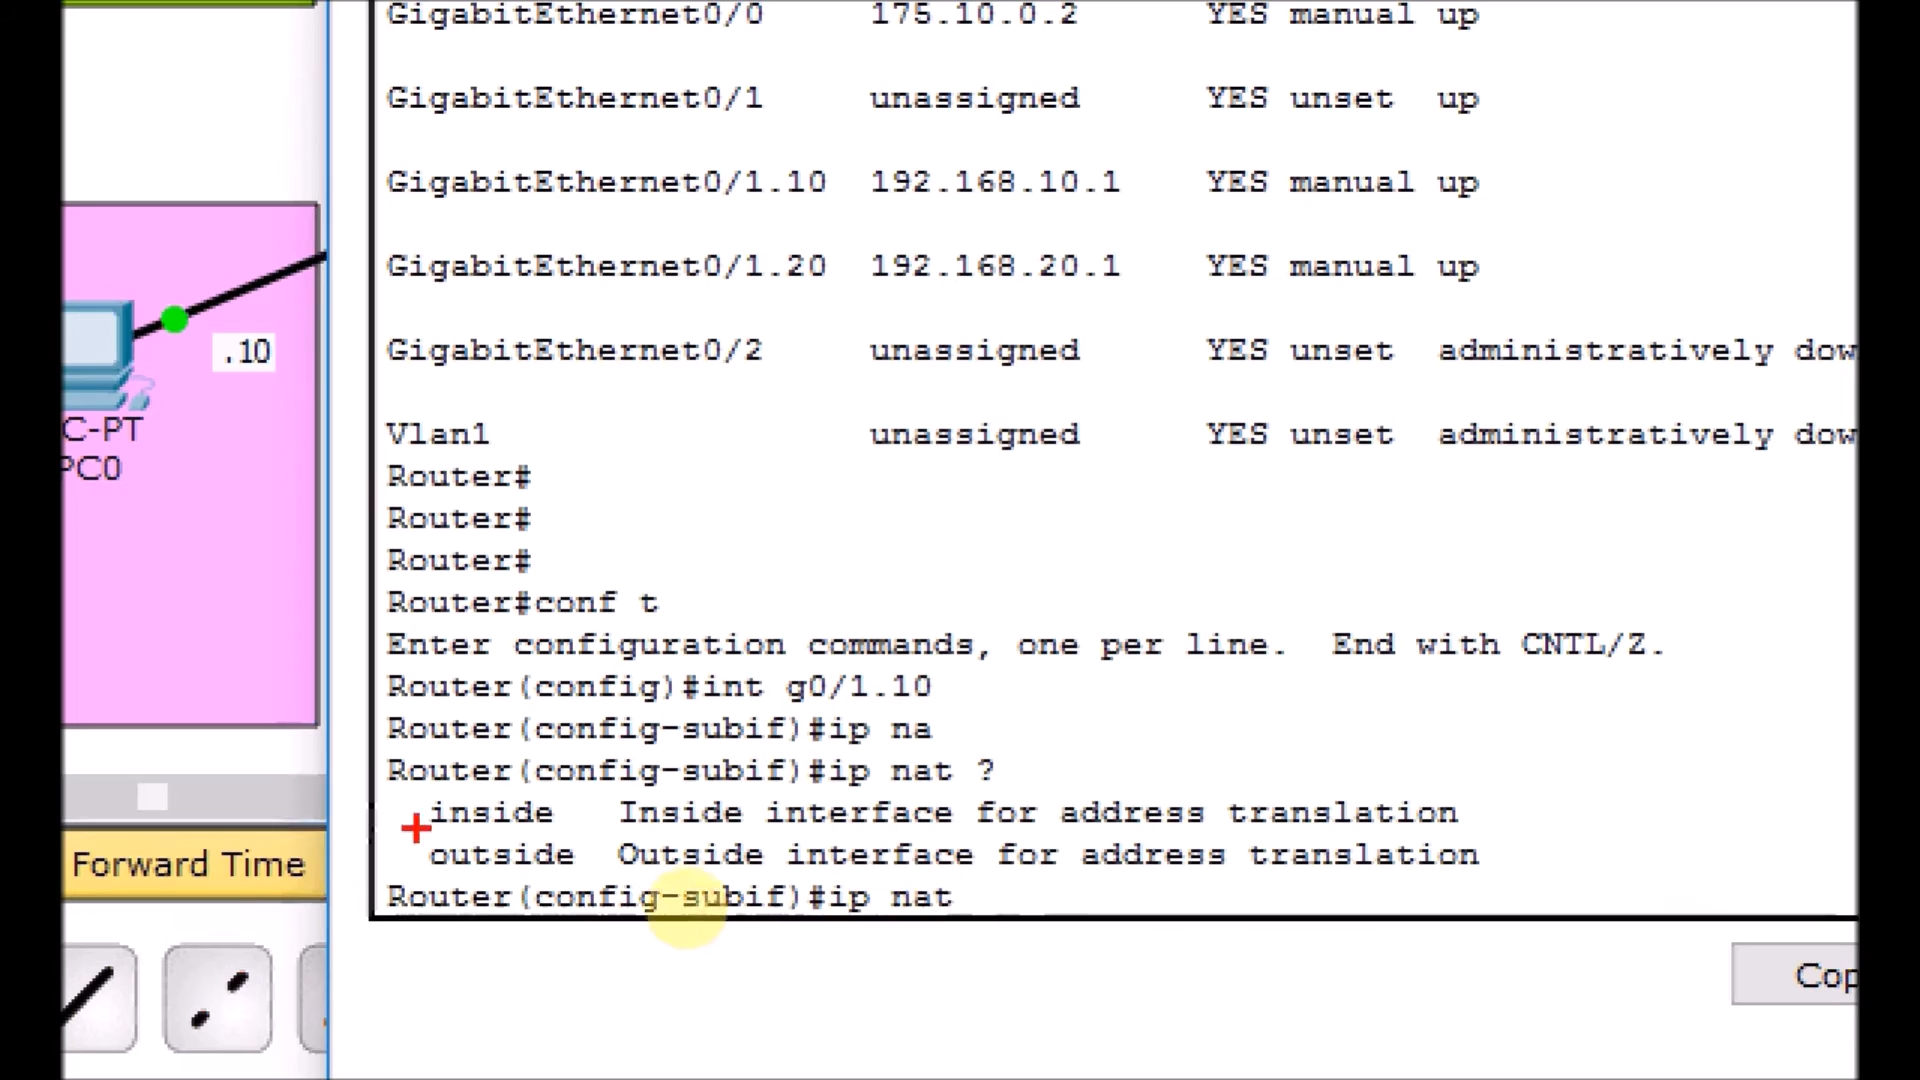 GigabitEthernet0/0 175.10.0.2 YES manual up
GigabitEthernet0/1 unassigned YES unset up
GigabitEthernet0/1.10 192.168.10.1 YES manual up
GigabitEthernet0/1.20 192.168.20.1 YES manual up
GigabitEthernet0/2 unassigned YES unset administratively dow
Vlan1 unassigned YES unset administratively dow
Router#
Router#
Router#
Router#conf t
Enter configuration commands, one per line. End with CNTL/Z.
Router(config)#int g0/1.10
Router(config-subif)#ip na
Router(config-subif)#ip nat ?
inside Inside interface for address translation
outside Outside interface for address translation
Router(config-subif)#ip nat
.10
C-PT
PC0
Forward Time
Cop